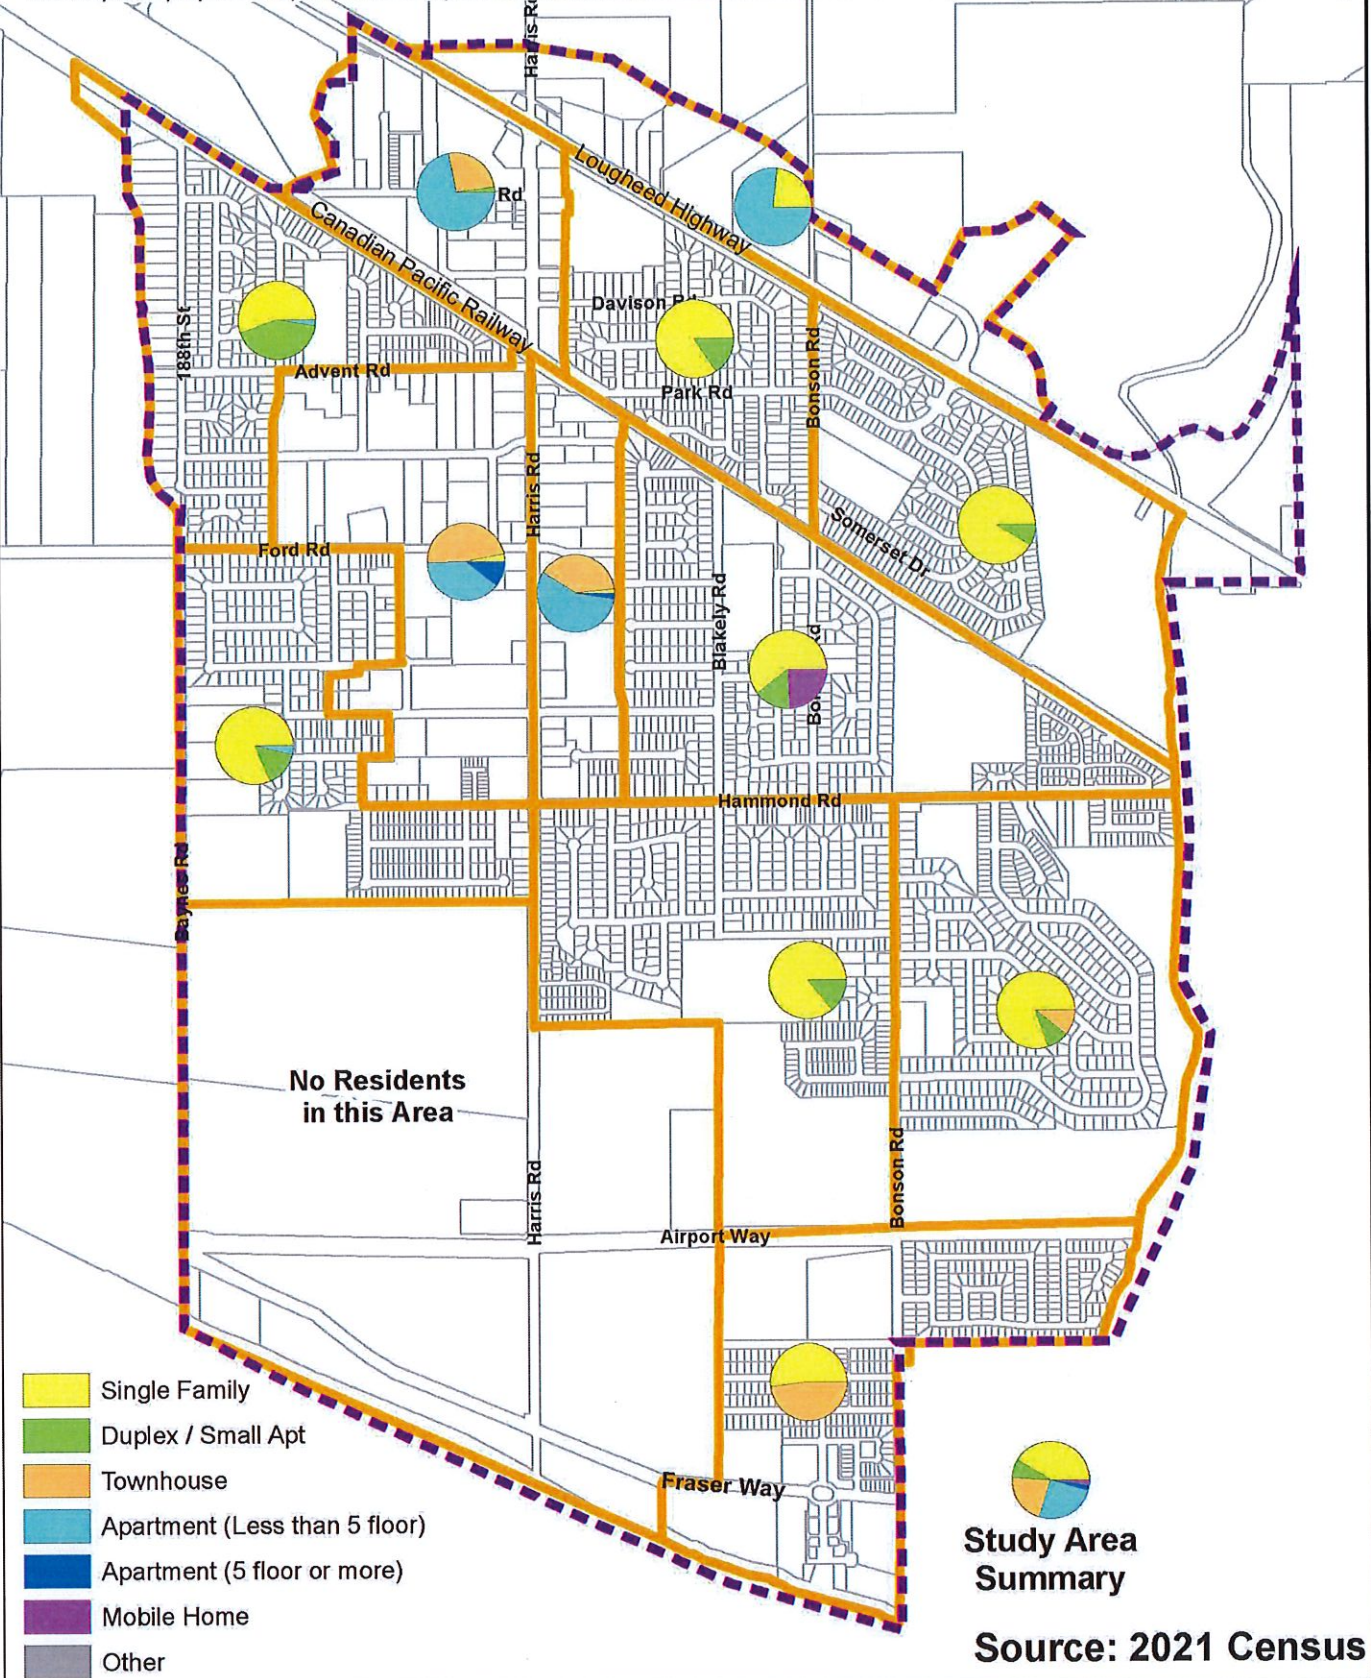 Harris Rd
Lougheed Highway
Rd
Canadian Pacific Railway
Davison Rd
188th St
Bonson Rd
Advent Rd
Park Rd
Harris Rd
Somerset Dr
Ford Rd
Blakely Rd
Hammond Rd
Baynes Rd
No Residents
in this Area
Bonson Rd
Harris Rd
Airport Way
Fraser Way
Single Family
Duplex / Small Apt
Townhouse
Apartment (Less than 5 floor)
Apartment (5 floor or more)
Mobile Home
Other
Study Area
Summary
Source: 2021 Census